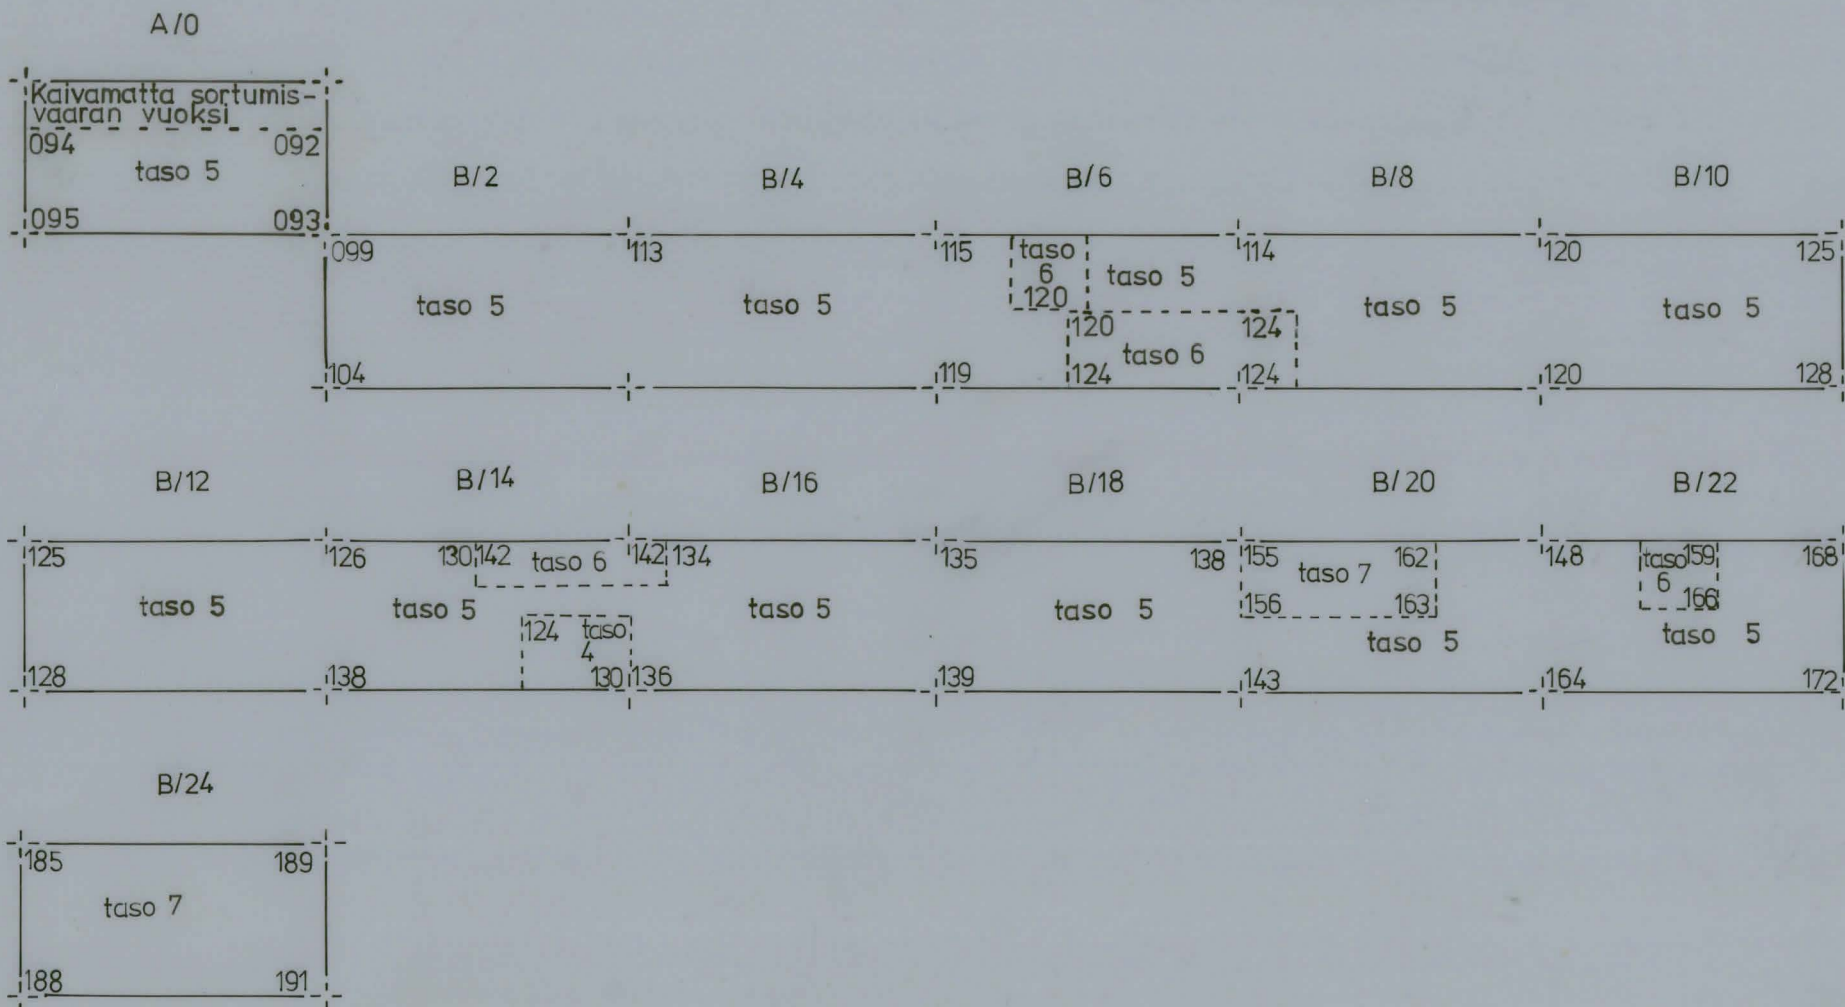 A/0
Kaivamatta sortumis-
vaaran vuoksi
094 092
taso 5
095 093
B/2 B/4 B/6 B/8 B/10
099 113 115 taso 114 120 125
6 taso 5
120
taso 5 taso 5 taso 5 taso 5
120 124
taso 6
104 119 124 124 120 128
B/12 B/14 B/16 B/18 B/20 B/22
125 126 130 142 taso 6 142 134 135 138 155 162 148 taso 159 168
taso 7 6
taso 5 taso 5 taso 5 taso 5 156 163 166
124 taso taso 5 taso 5
4
128 138 130 136 139 143 164 172
B/24
185 189
taso 7
188 191